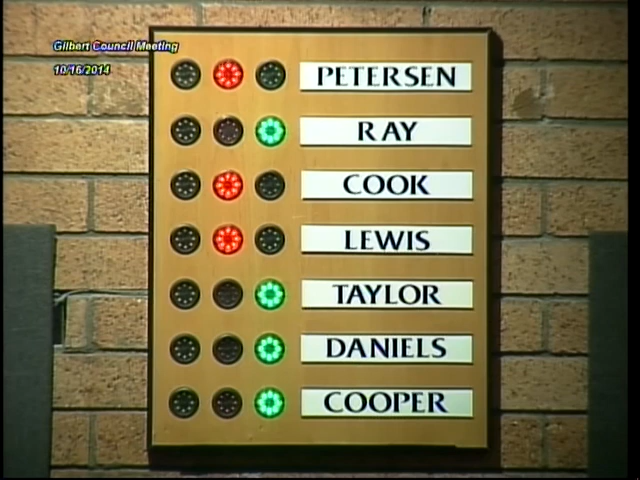 Gilbert Council Meeting
10/16/2014
PETERSEN
RAY
COOK
LEWIS
TAYLOR
DANIELS
COOPER